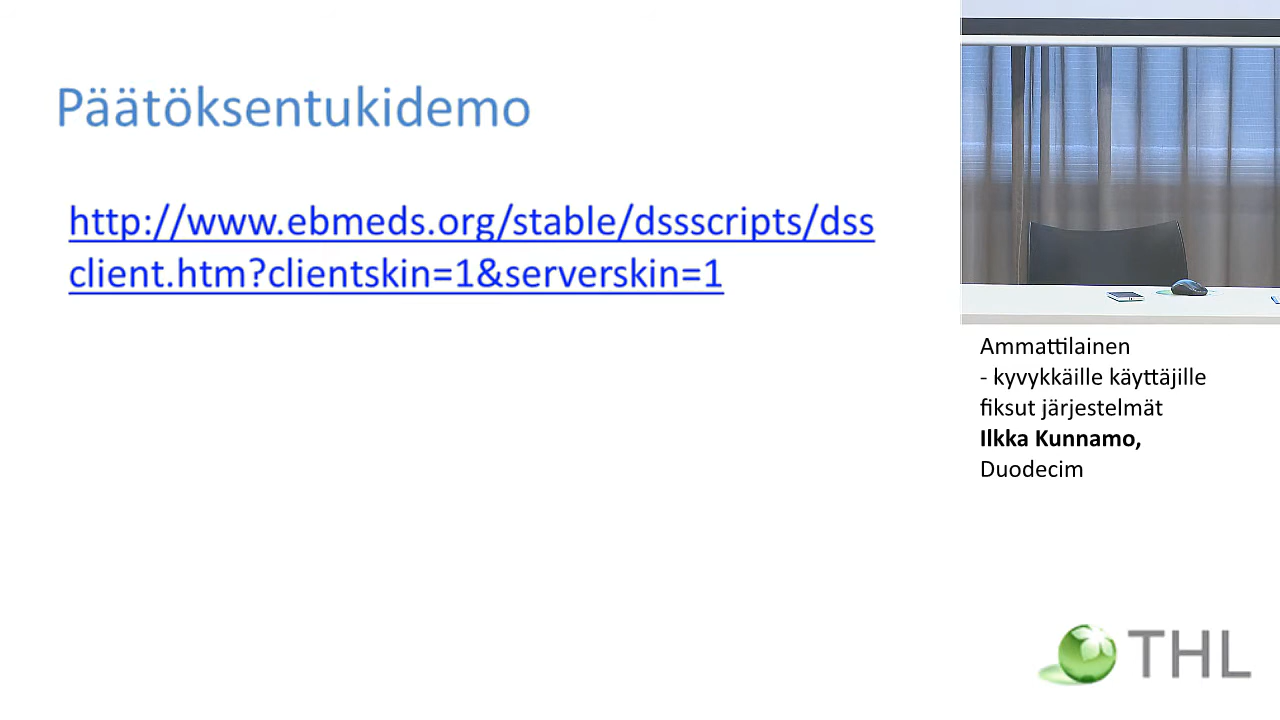 Päätöksentukidemo
http://www.ebmeds.org/stable/dssscripts/dss
client.htm?clientskin=1&serverskin=1
Ammattilainen
- kyvykkäille käyttäjille
fiksut järjestelmät
Ilkka Kunnamo,
Duodecim
THL